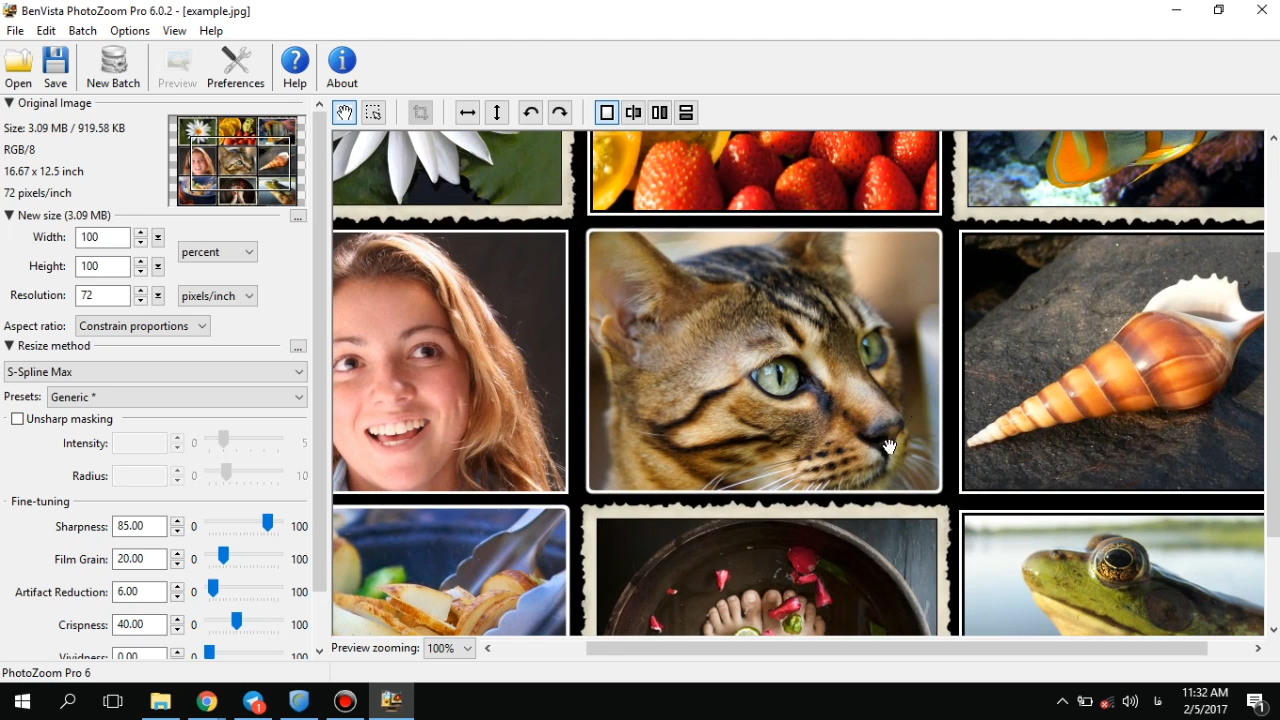 BenVista PhotoZoom Pro 6.0.2 - [example.jpg]
File Edit Batch Options View Help
Open Save New Batch Preview Preferences Help About
Original Image
Size: 3.09 MB / 919.58 KB
RGB/8
16.67 x 12.5 inch
72 pixels/inch
New size (3.09 MB) ...
Width: 100
percent
Height: 100
Resolution: 72 pixels/inch
Aspect ratio: Constrain proportions
Resize method ...
S-Spline Max
Presets: Generic *
Unsharp masking
Intensity: 0 5
Radius: 0 10
Fine-tuning
Sharpness: 85.00 0 100
Film Grain: 20.00 0 100
Artifact Reduction: 6.00 0 100
Crispness: 40.00 0 100
Vividness: 0.00 0 100
Preview zooming: 100%
PhotoZoom Pro 6
1
فا
11:32 AM
2/5/2017
1